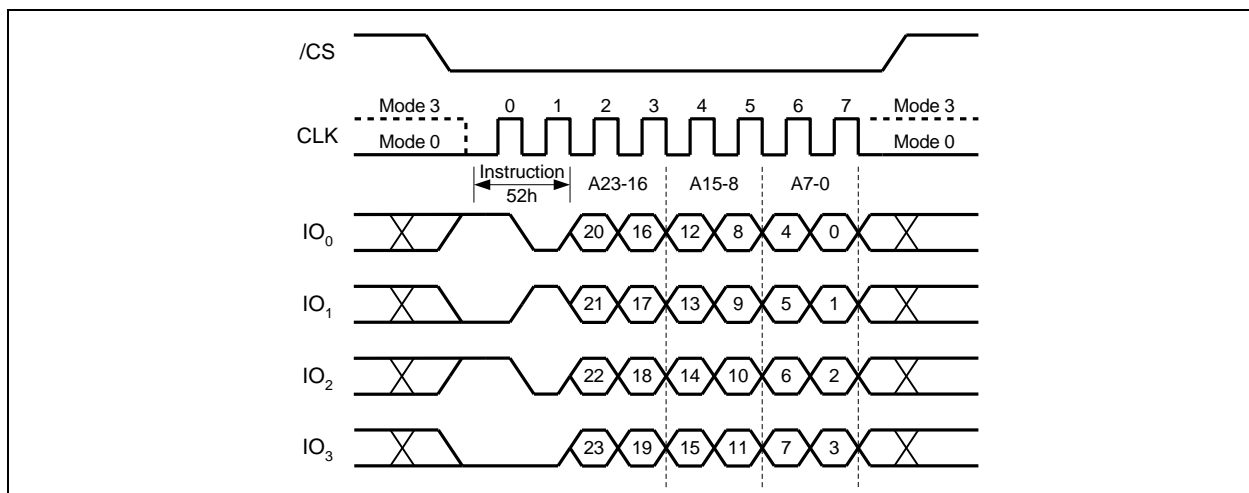 /CS
Mode 3 0 1 2 3 4 5 6 7 Mode 3
CLK
Mode 0 Mode 0
Instruction A23-16 A15-8 A7-0
52h
IO0 20 16 12 8 4 0
IO1 21 17 13 9 5 1
IO2 22 18 14 10 6 2
IO3 23 19 15 11 7 3